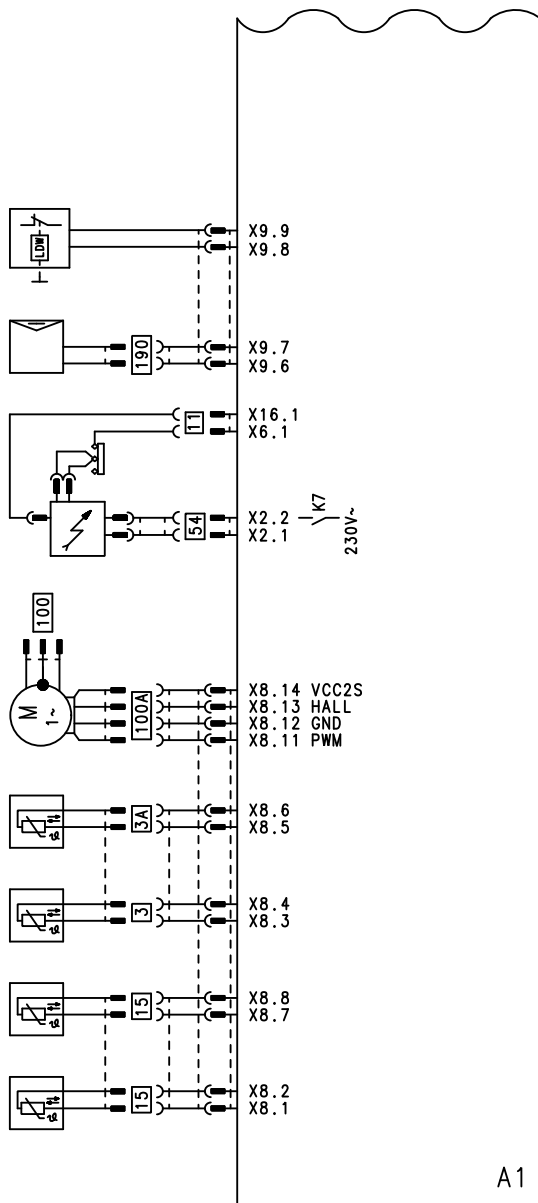 LDW
X9.9
X9.8
190
X9.7
X9.6
11
X16.1
X6.1
54
X2.2
X2.1
K7
230V~
100
M
1~
100A
X8.14 VCC2S
X8.13 HALL
X8.12 GND
X8.11 PWM
3A
X8.6
X8.5
ϑ
3
X8.4
X8.3
ϑ
15
X8.8
X8.7
ϑ
15
X8.2
X8.1
ϑ
A1